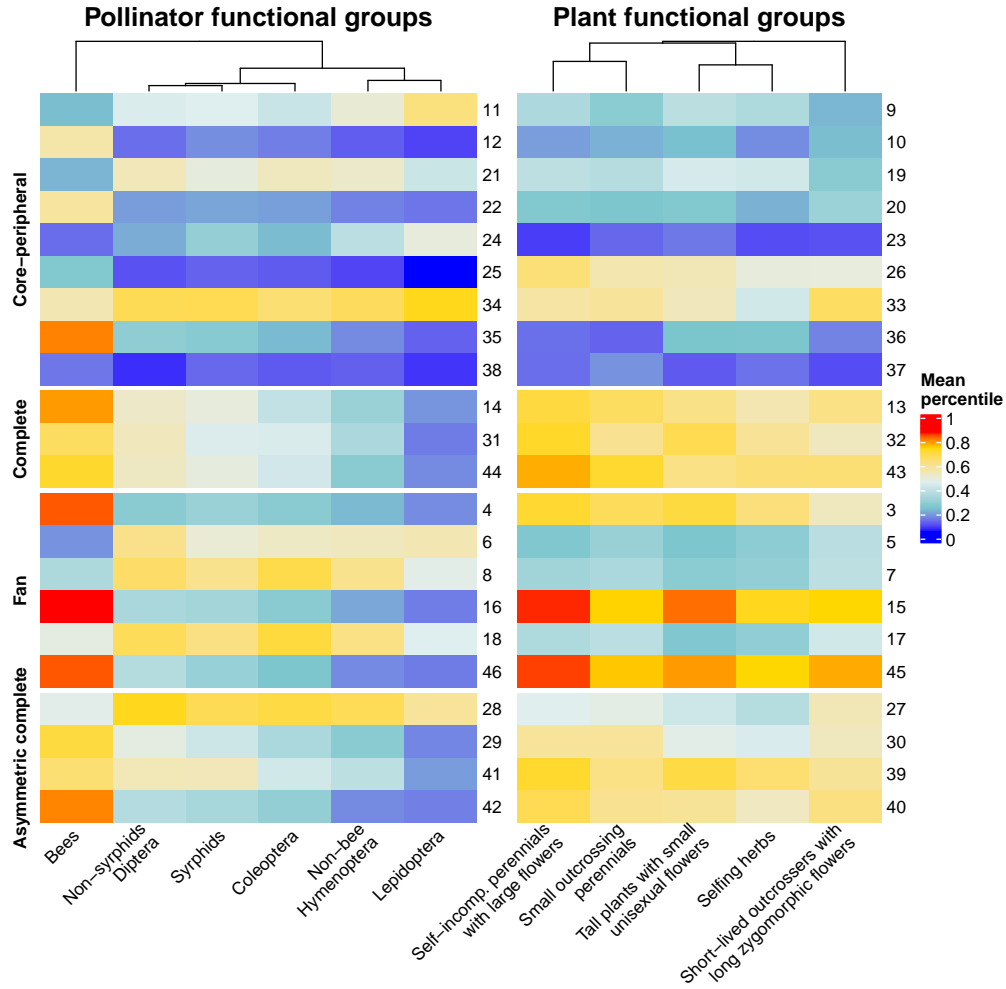 Pollinator functional groups
Plant functional groups
Core−peripheral
11
12
21
22
24
25
34
35
38
9
10
19
20
23
26
33
36
37
Complete
14
31
44
13
32
43
Fan
4
6
8
16
18
46
3
5
7
15
17
45
Asymmetric complete
28
29
41
42
27
30
39
40
Mean
percentile
1
0.8
0.6
0.4
0.2
0
Bees
Non−syrphids
Diptera
Syrphids
Coleoptera
Non−bee
Hymenoptera
Lepidoptera
Self−incomp. perennials
with large flowers
Small outcrossing
perennials
Tall plants with small
unisexual flowers
Selfing herbs
Short−lived outcrossers with
long zygomorphic flowers